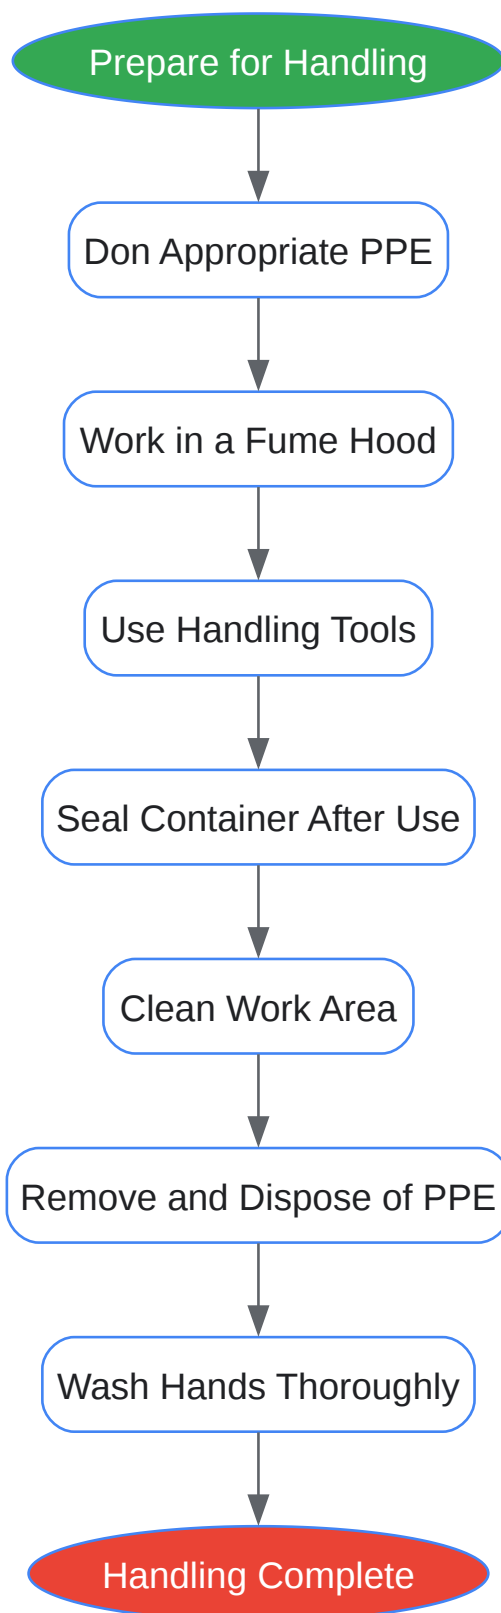 Prepare for Handling
Don Appropriate PPE
Work in a Fume Hood
Use Handling Tools
Seal Container After Use
Clean Work Area
Remove and Dispose of PPE
Wash Hands Thoroughly
Handling Complete